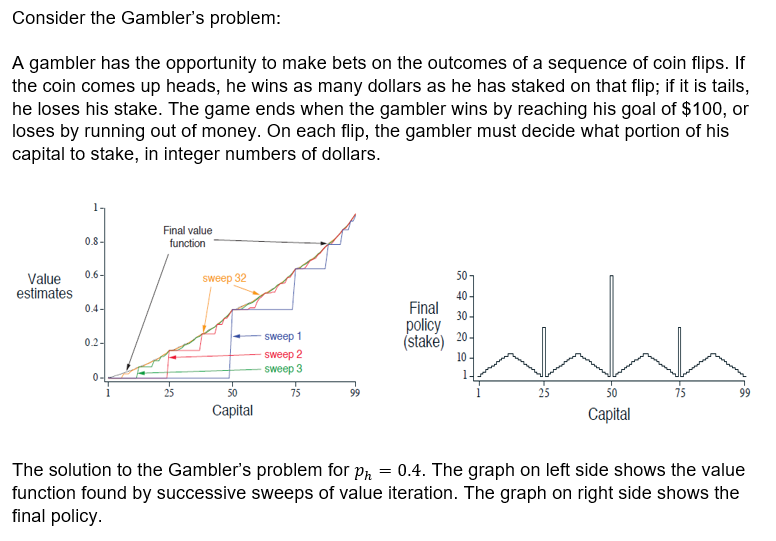 Consider the Gambler's problem:
A gambler has the opportunity to make bets on the outcomes of a sequence of coin flips. If
the coin comes up heads, he wins as many dollars as he has staked on that flip; if it is tails,
he loses his stake. The game ends when the gambler wins by reaching his goal of $100, or
loses by running out of money. On each flip, the gambler must decide what portion of his
capital to stake, in integer numbers of dollars.
Value
estimates
1
0.8
0.6
0.4
0.2
0
Final value
function
sweep 32
sweep 1
sweep 2
sweep 3
1
25
50
75
99
Capital
Final
policy
(stake)
50
40
30
20
10
1
1
25
50
75
99
Capital
The solution to the Gambler's problem for pₕ = 0.4. The graph on left side shows the value
function found by successive sweeps of value iteration. The graph on right side shows the
final policy.